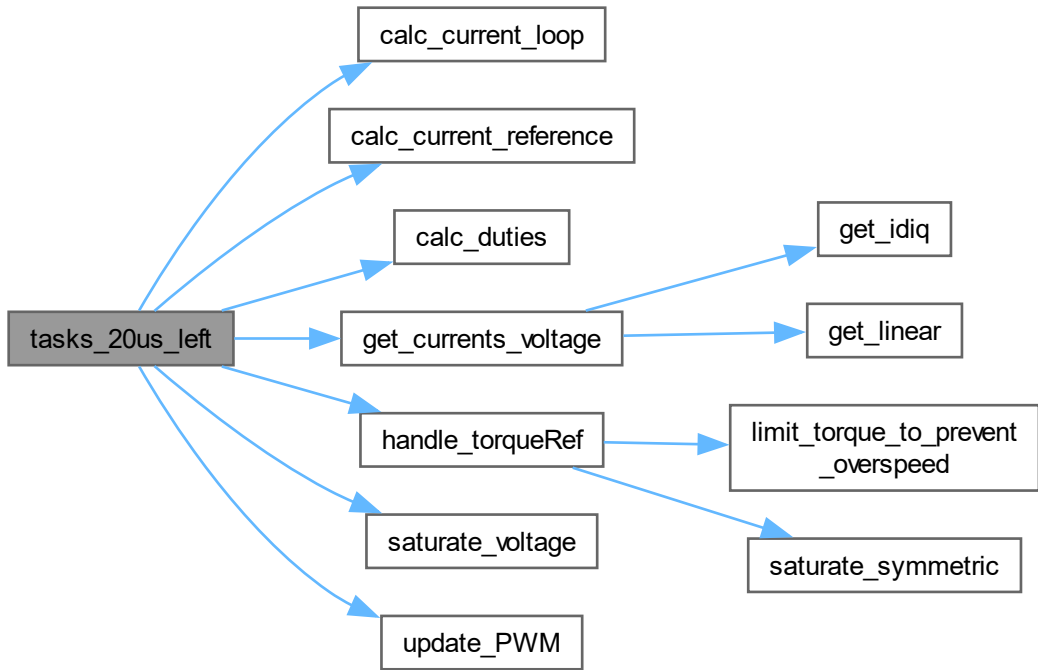 calc_current_loop
calc_current_reference
calc_duties
get_idiq
tasks_20us_left
get_currents_voltage
get_linear
handle_torqueRef
limit_torque_to_prevent
_overspeed
saturate_voltage
saturate_symmetric
update_PWM